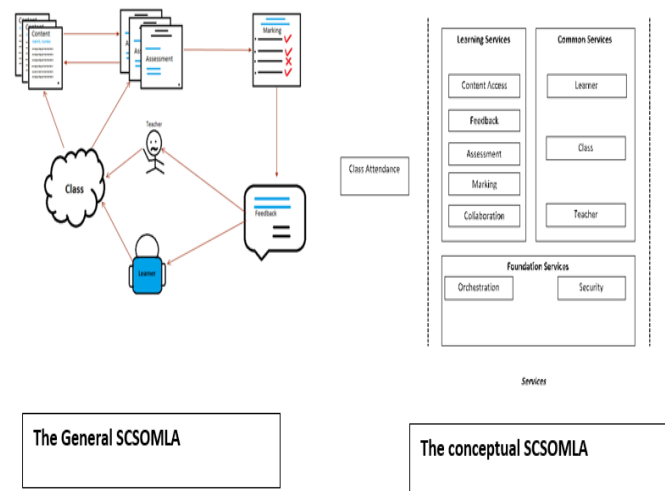 Content
Assessment
Marking
Teacher
Class
Feedback
Learner
The General SCSOMLA
Class Attendance
Learning Services
Content Access
Feedback
Assessment
Marking
Collaboration
Common Services
Learner
Class
Teacher
Foundation Services
Orchestration
Security
Services
The conceptual SCSOMLA